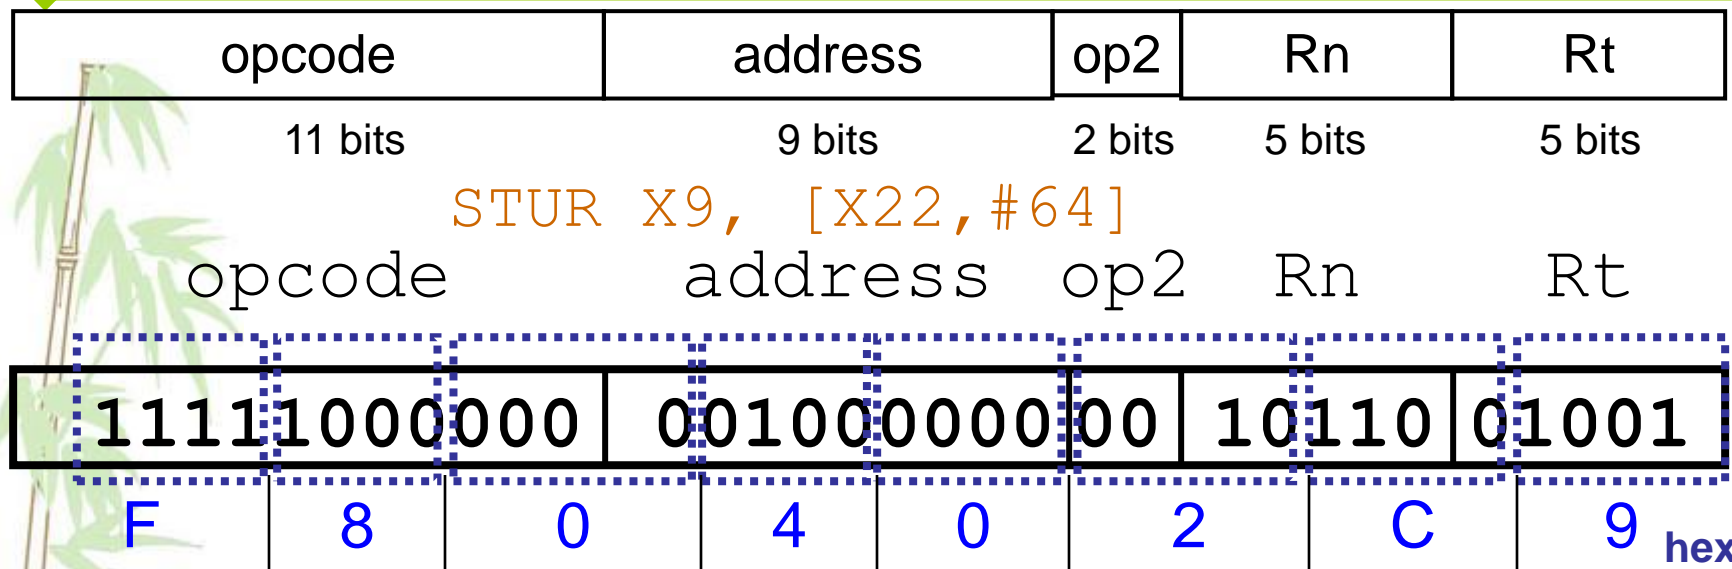 opcode address op2 Rn Rt
11 bits 9 bits 2 bits 5 bits 5 bits
STUR X9, [X22,#64]
opcode address op2 Rn Rt
11111000000 001000000 00 10110 01001
F 8 0 4 0 2 C 9 hex